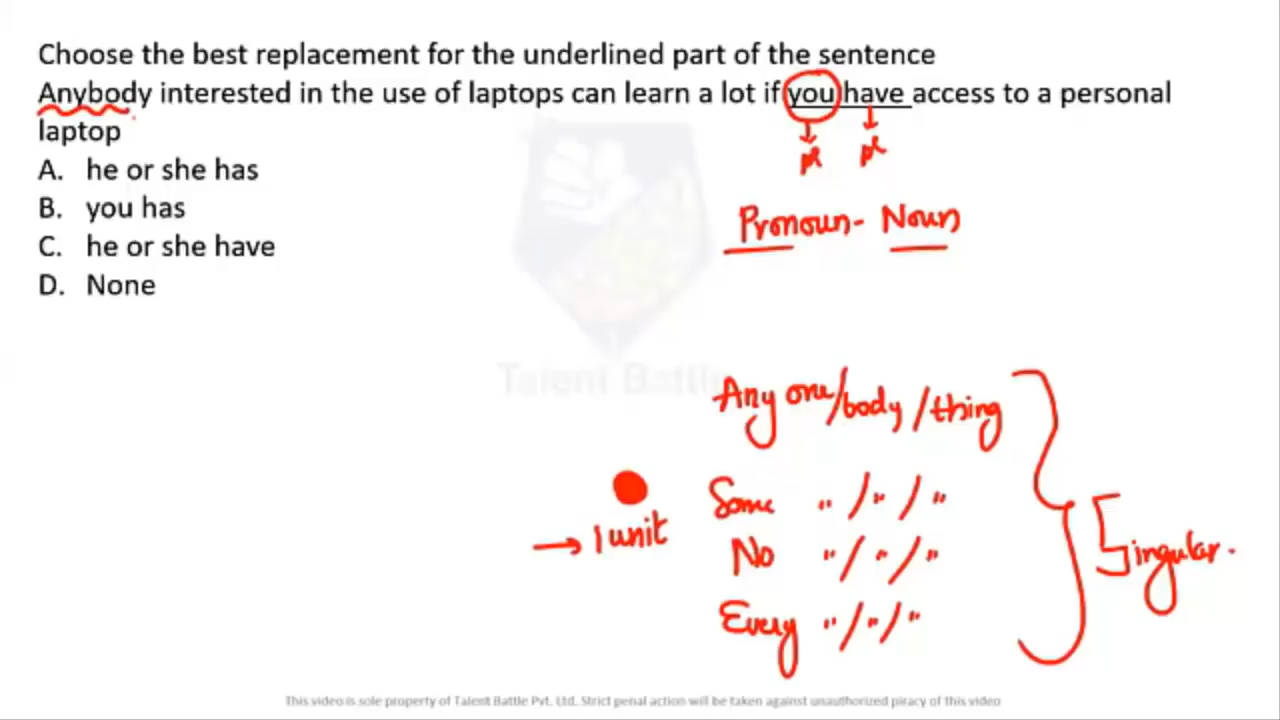 Choose the best replacement for the underlined part of the sentence
Anybody interested in the use of laptops can learn a lot if you have access to a personal
laptop
A. he or she has
B. you has
C. he or she have
D. None
pl pl
Pronoun - Noun
Talent Battle
Any one/body/thing
Some " / " / "
→ 1 unit
No " / " / "
Singular.
Every " / " / "
This video is sole property of Talent Battle Pvt. Ltd. Strict penal action will be taken against unauthorized piracy of this video